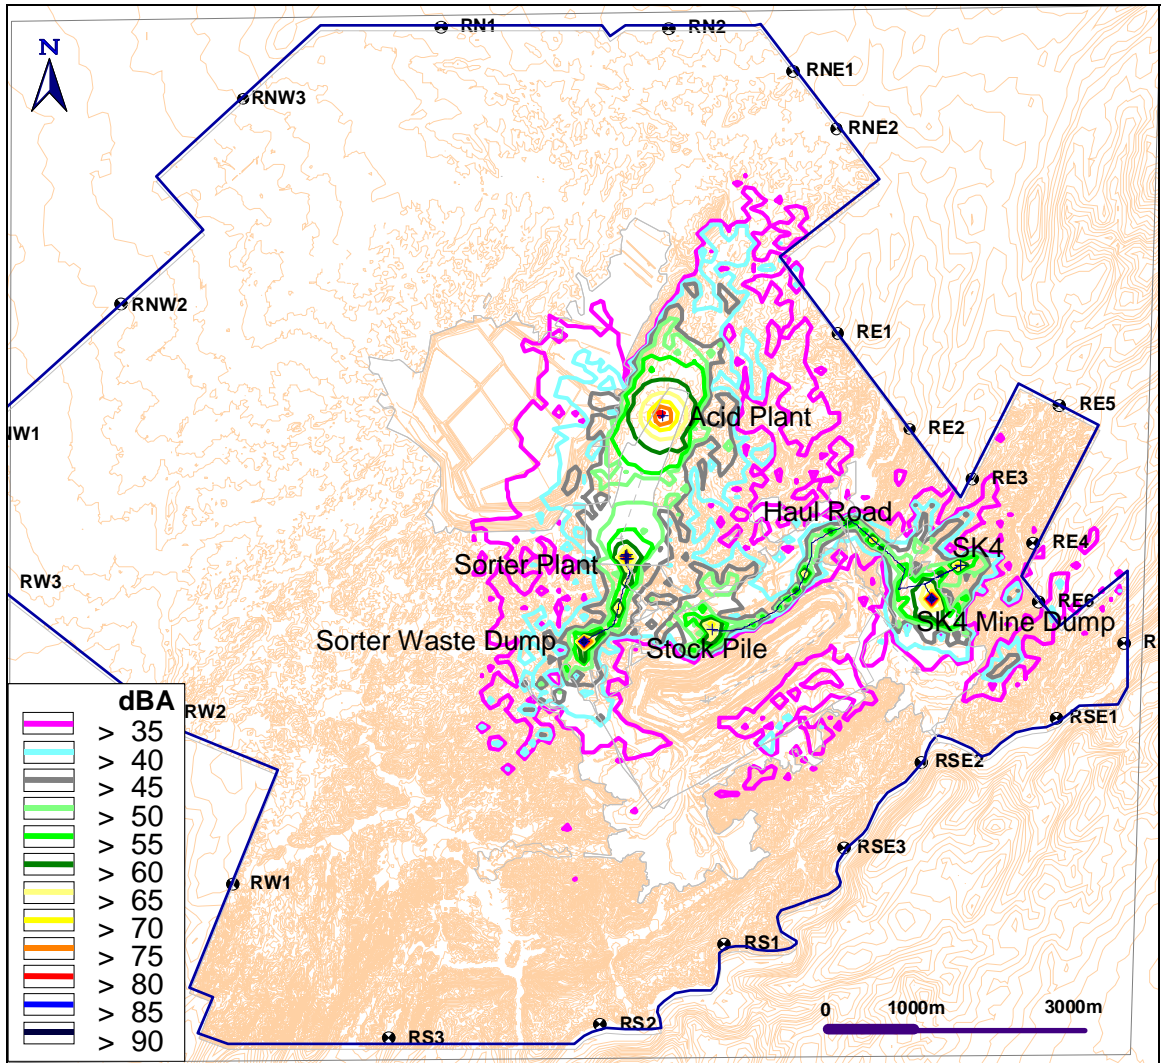 RN1
RN2
N
RNE1
RNW3
RNE2
RNW2
RE1
RE5
Acid Plant
RE2
NW1
RE3
Haul Road
RE4
SK4
Sorter Plant
RW3
RE6
SK4 Mine Dump
Sorter Waste Dump
Stock Pile
R
dBA
> 35
> 40
> 45
> 50
> 55
> 60
> 65
> 70
> 75
> 80
> 85
> 90
RW2
RSE1
RSE2
RSE3
RW1
RS1
0 1000m 3000m
RS2
RS3